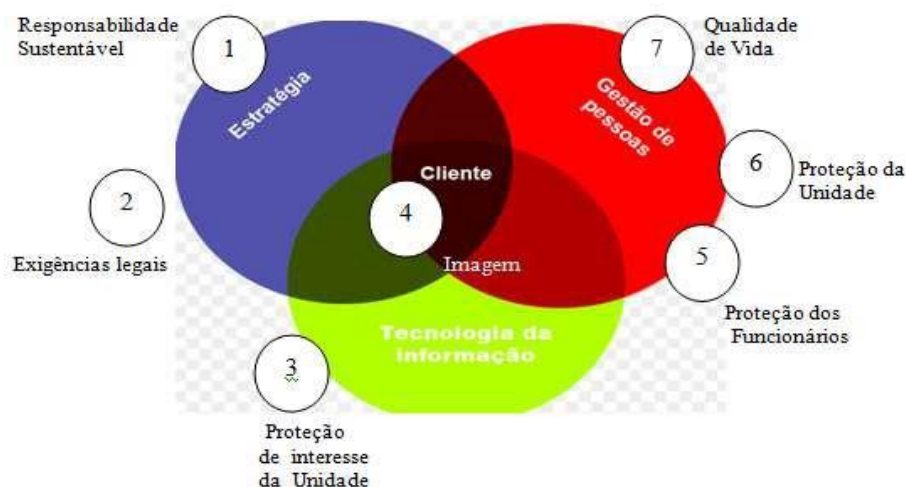 Responsabilidade
Sustentável
1
Estratégia
7
Qualidade
de Vida
Gestão de
pessoas
2
Exigências legais
Cliente
4
Imagem
6
Proteção da
Unidade
5
Proteção dos
Funcionários
Tecnologia da
Informação
3
Proteção
de interesse
da Unidade